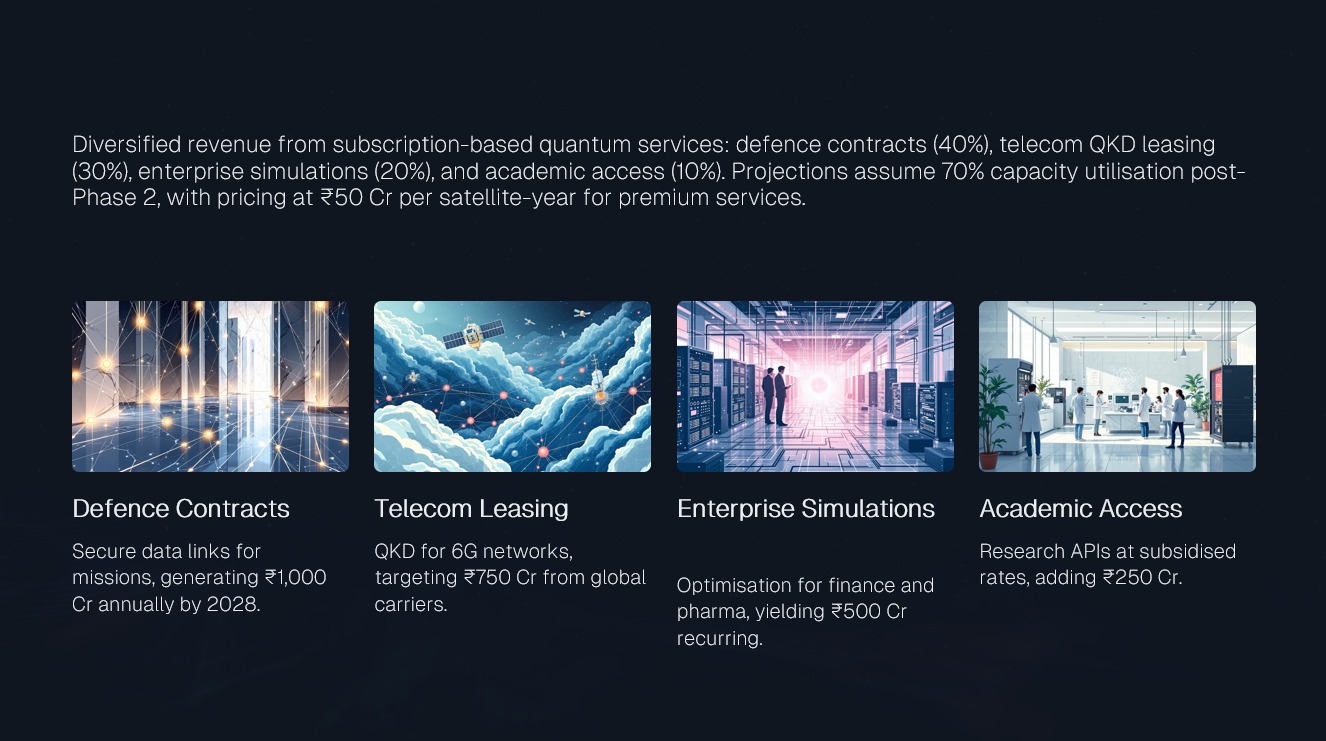 Diversified revenue from subscription-based quantum services: defence contracts (40%), telecom QKD leasing
(30%), enterprise simulations (20%), and academic access (10%). Projections assume 70% capacity utilisation post-
Phase 2, with pricing at ₹50 Cr per satellite-year for premium services.
Defence Contracts
Secure data links for
missions, generating ₹1,000
Cr annually by 2028.
Telecom Leasing
QKD for 6G networks,
targeting ₹750 Cr from global
carriers.
Enterprise Simulations
Optimisation for finance and
pharma, yielding ₹500 Cr
recurring.
Academic Access
Research APIs at subsidised
rates, adding ₹250 Cr.